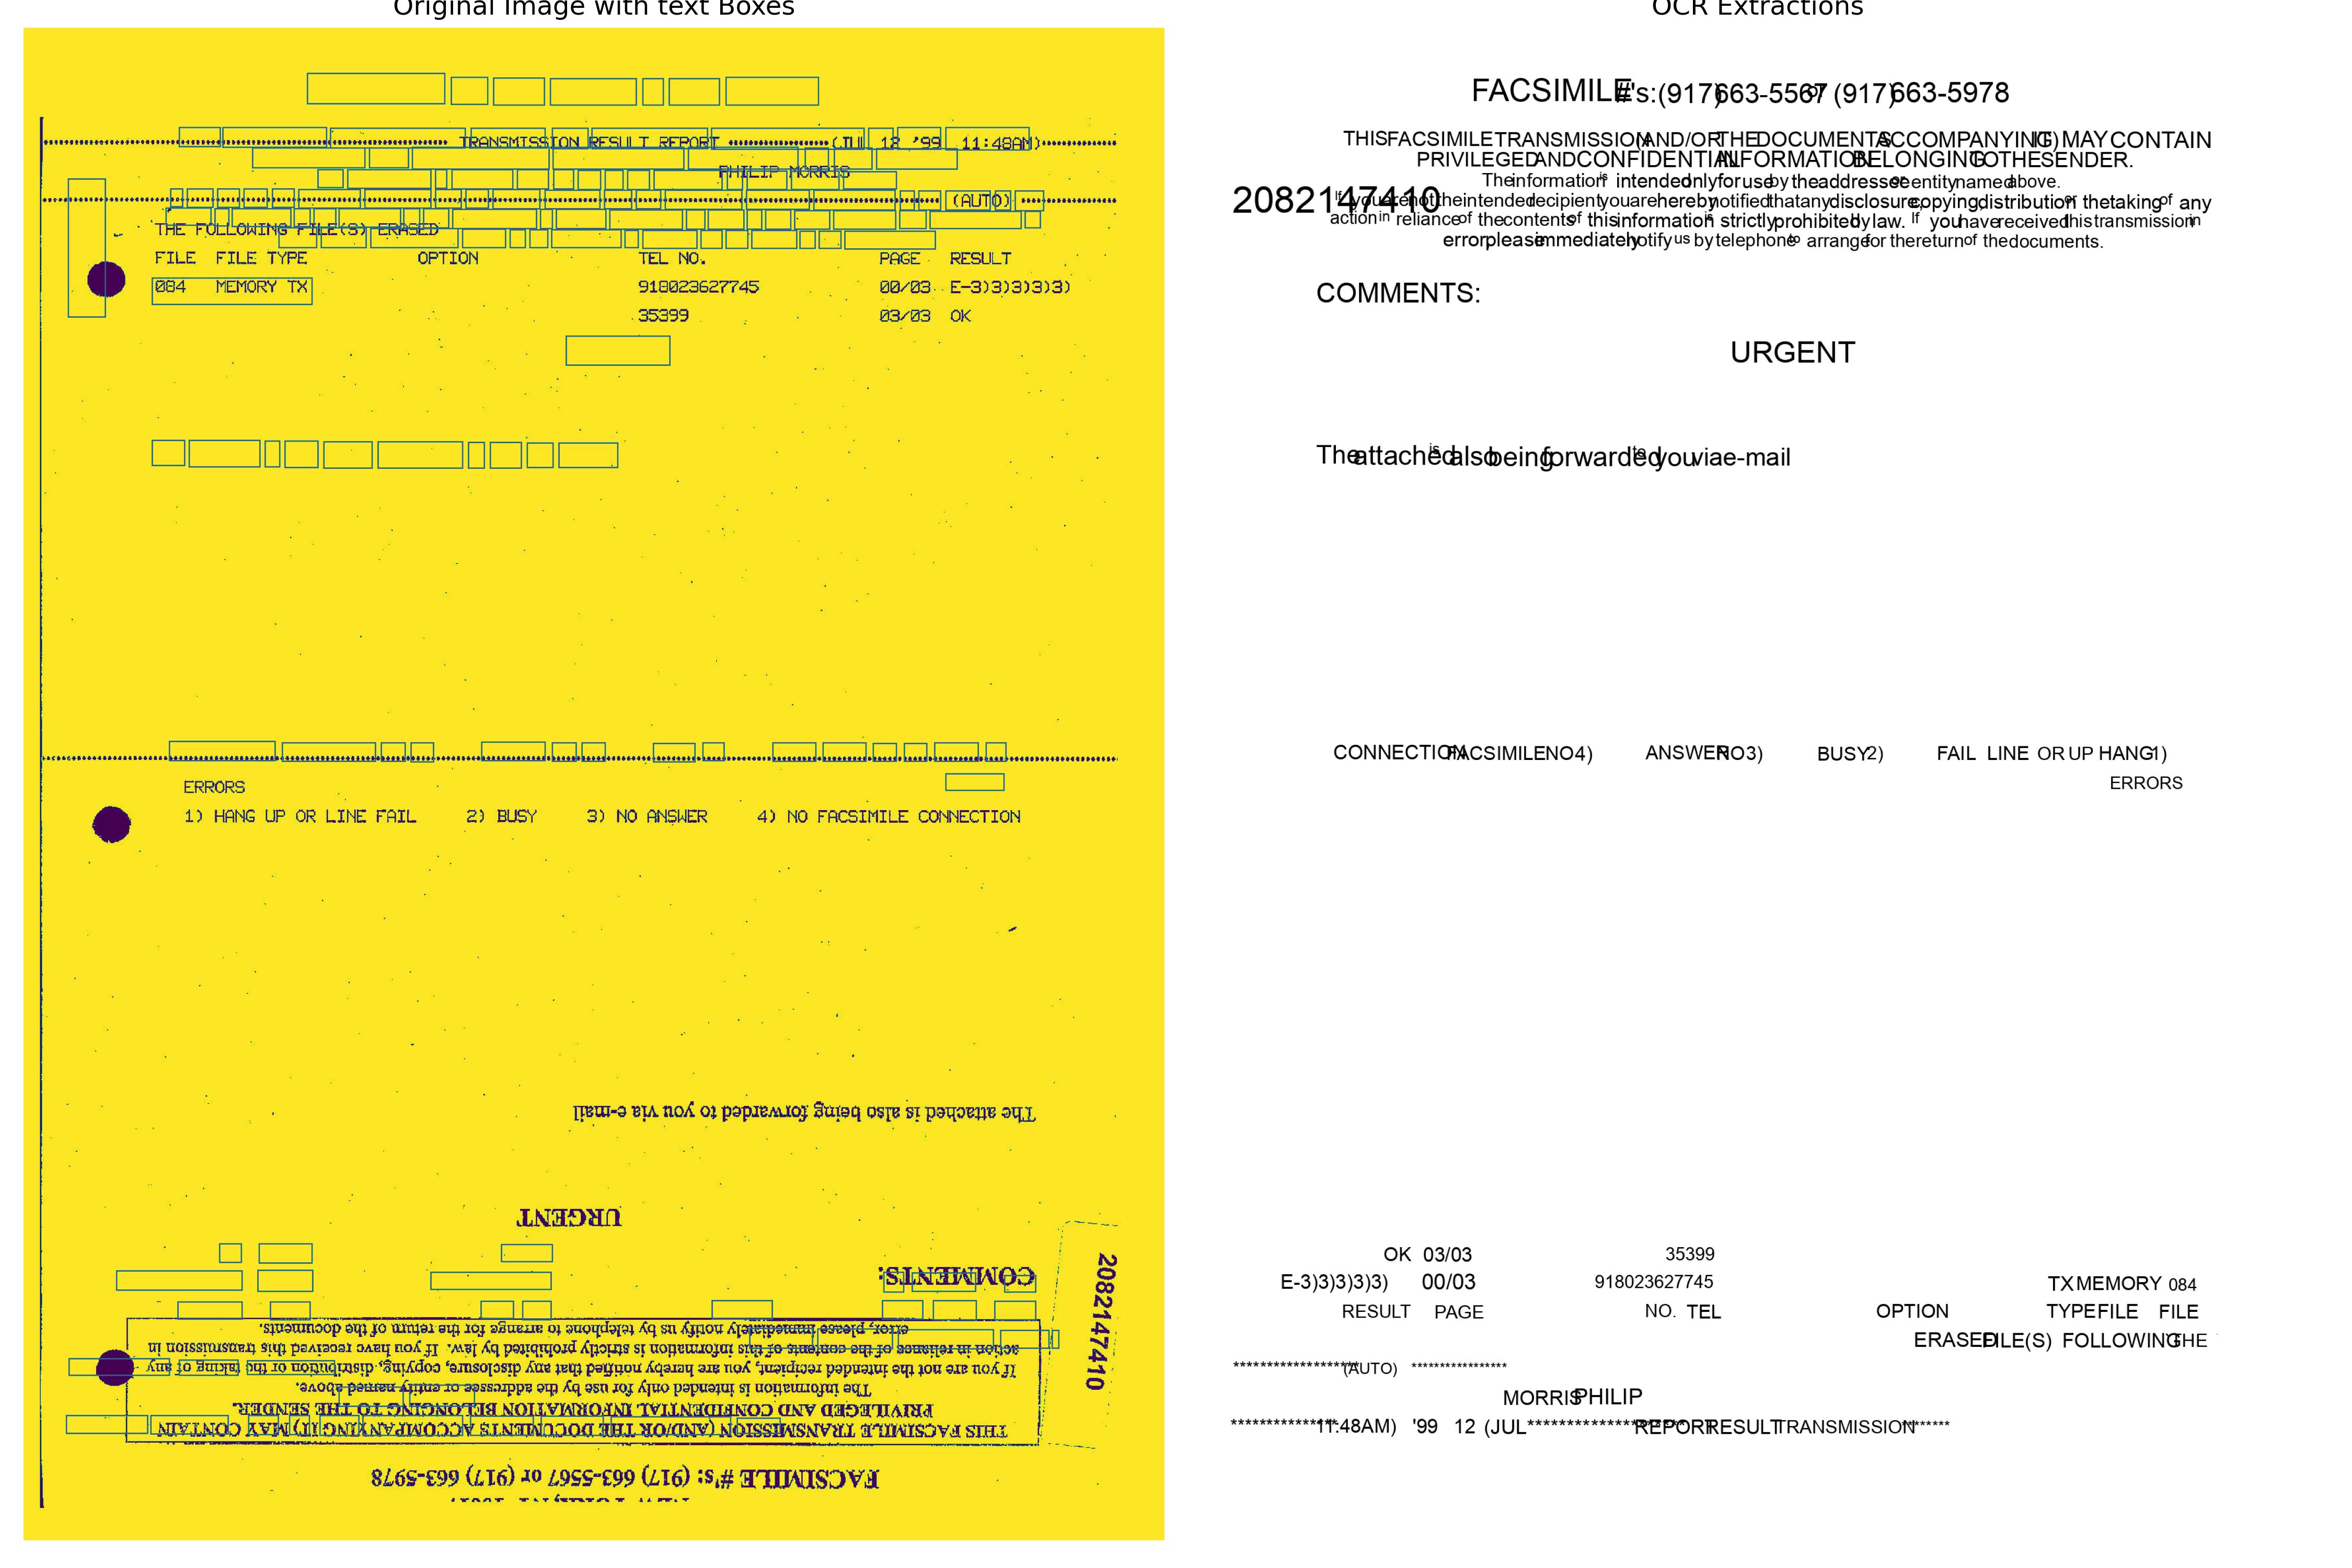 Original Image with text Boxes
TRANSMISSION RESULT REPORT (JUL 12 '99 11:48AM)
PHILIP MORRIS
(AUTO)
THE FOLLOWING FILE(S) ERASED
FILE FILE TYPE OPTION TEL NO. PAGE RESULT
084 MEMORY TX 918023627745 00/03 E-3)3)3)3)3)
35399 03/03 OK
ERRORS
1) HANG UP OR LINE FAIL 2) BUSY 3) NO ANSWER 4) NO FACSIMILE CONNECTION
FACSIMILE #'s: (917) 663-5567 or (917) 663-5978
THIS FACSIMILE TRANSMISSION (AND/OR THE DOCUMENTS ACCOMPANYING IT) MAY CONTAIN
PRIVILEGED AND CONFIDENTIAL INFORMATION BELONGING TO THE SENDER.
The information is intended only for use by the addressee or entity named above.
If you are not the intended recipient, you are hereby notified that any disclosure, copying, distribution or the taking of any
action in reliance of the contents of this information is strictly prohibited by law. If you have received this transmission in
error, please immediately notify us by telephone to arrange for the return of the documents.
COMMENTS:
URGENT
The attached is also being forwarded to you via e-mail
2082147410
OCR Extractions
FACSIMILE #'s: (917) 663-5567 or (917) 663-5978
THIS FACSIMILE TRANSMISSION (AND/OR THE DOCUMENTS ACCOMPANYING IT) MAY CONTAIN
PRIVILEGED AND CONFIDENTIAL INFORMATION BELONGING TO THE SENDER.
The information is intended only for use by the addressee or entity named above.
2082147410
If you are not the intended recipient you are hereby notified that any disclosure, copying, distribution or the taking of any
action in reliance of the contents of this information is strictly prohibited by law. If you have received this transmission in
error, please immediately notify us by telephone to arrange for the return of the documents.
COMMENTS:
URGENT
The attached is also being forwarded to you via e-mail
CONNECTION FACSIMILE NO 4) ANSWER NO 3) BUSY 2) FAIL LINE OR UP HANG 1)
ERRORS
OK 03/03 35399
E-3)3)3)3)3) 00/03 918023627745 TX MEMORY 084
RESULT PAGE NO. TEL OPTION TYPE FILE FILE
ERASED FILE(S) FOLLOWING THE
(AUTO)
MORRIS PHILIP
11:48AM) '99 12 (JUL REPORT RESULT TRANSMISSION